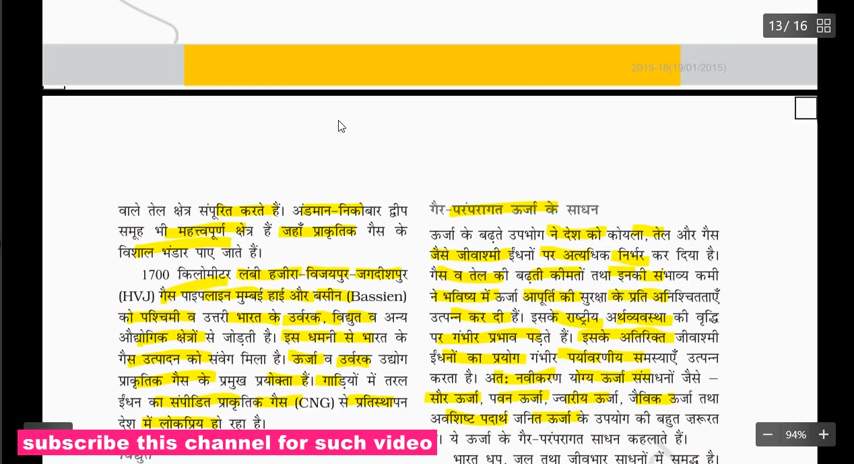 13/ 16
2015-16(19/01/2015)
वाले तेल क्षेत्र संपूरित करते हैं। अंडमान-निकोबार द्वीप
समूह भी महत्त्वपूर्ण क्षेत्र हैं जहाँ प्राकृतिक गैस के
विशाल भंडार पाए जाते हैं।
1700 किलोमीटर लंबी हजीरा-विजयपुर-जगदीशपुर
(HVJ) गैस पाइपलाइन मुम्बई हाई और बसीन (Bassien)
को पश्चिमी व उत्तरी भारत के उर्वरक, विद्युत व अन्य
औद्योगिक क्षेत्रों से जोड़ती है। इस धमनी से भारत के
गैस उत्पादन को संवेग मिला है। ऊर्जा व उर्वरक उद्योग
प्राकृतिक गैस के प्रमुख प्रयोक्ता हैं। गाड़ियों में तरल
ईंधन का संपीडित प्राकृतिक गैस (CNG) से प्रतिस्थापन
देश में लोकप्रिय हो रहा है।
विद्युत
गैर-परंपरागत ऊर्जा के साधन
ऊर्जा के बढ़ते उपभोग ने देश को कोयला, तेल और गैस
जैसे जीवाश्मी ईंधनों पर अत्यधिक निर्भर कर दिया है।
गैस व तेल की बढ़ती कीमतों तथा इनकी संभाव्य कमी
ने भविष्य में ऊर्जा आपूर्ति की सुरक्षा के प्रति अनिश्चितताएँ
उत्पन्न कर दी हैं। इसके राष्ट्रीय अर्थव्यवस्था की वृद्धि
पर गंभीर प्रभाव पड़ते हैं। इसके अतिरिक्त जीवाश्मी
ईंधनों का प्रयोग गंभीर पर्यावरणीय समस्याएँ उत्पन्न
करता है। अतः नवीकरण योग्य ऊर्जा संसाधनों जैसे –
सौर ऊर्जा, पवन ऊर्जा, ज्वारीय ऊर्जा, जैविक ऊर्जा तथा
अवशिष्ट पदार्थ जनित ऊर्जा के उपयोग की बहुत जरूरत
। ये ऊर्जा के गैर-परंपरागत साधन कहलाते हैं।
भारत धूप, जल तथा जीवभार साधनों में समृद्ध है।
94%
subscribe this channel for such video